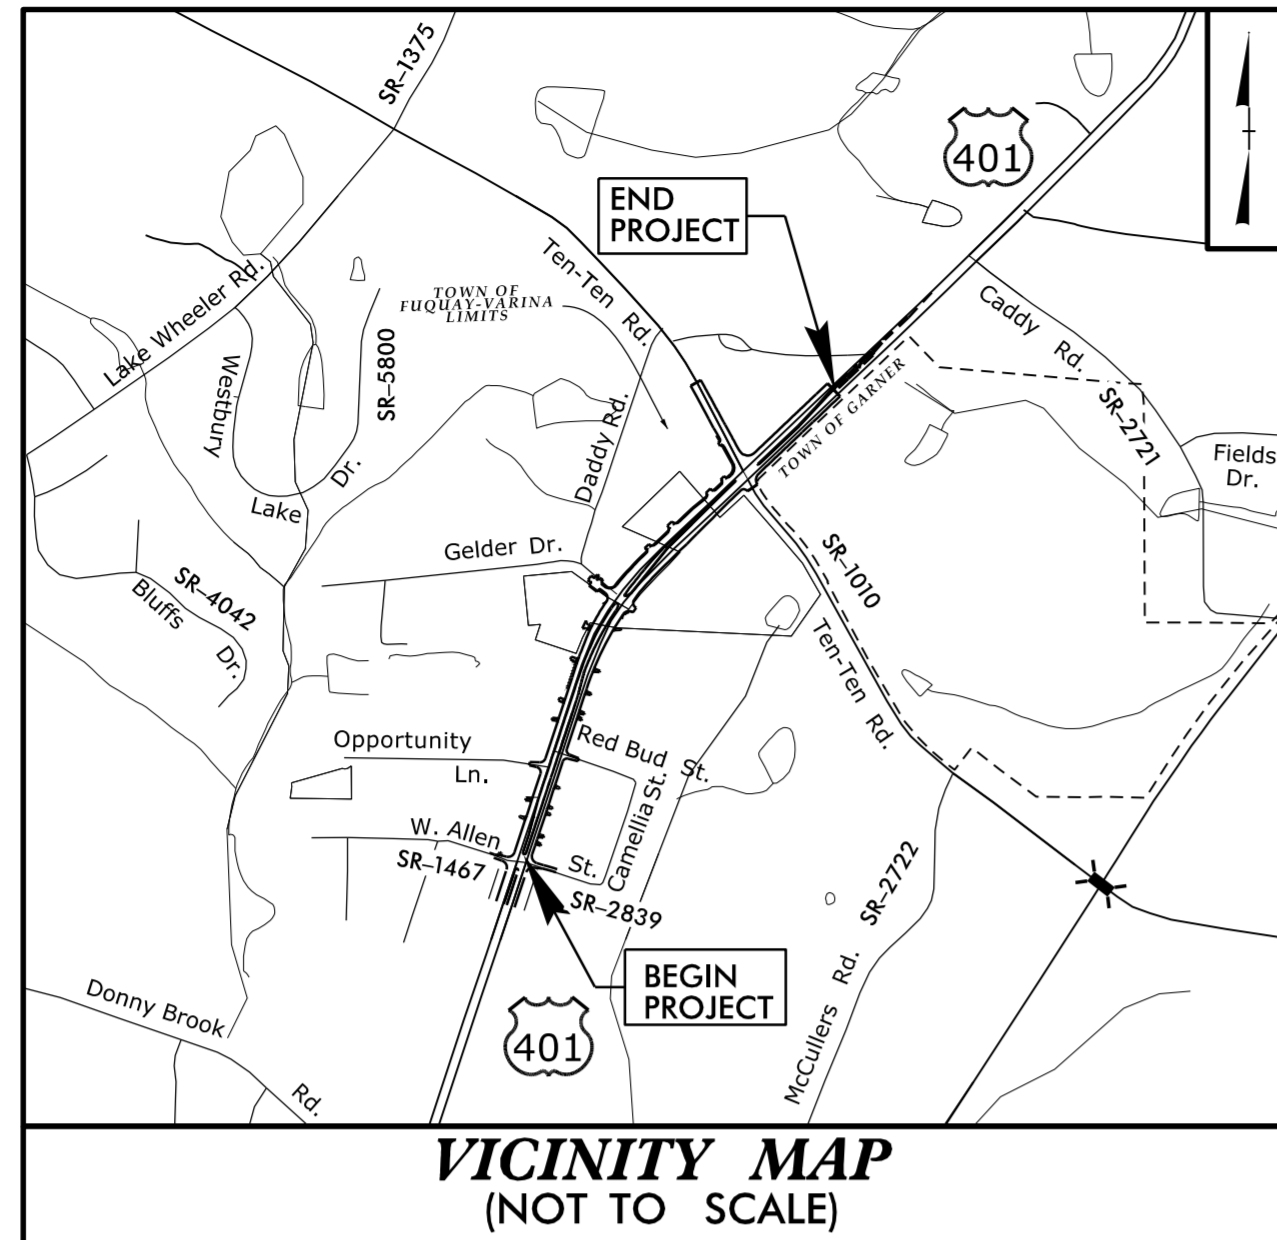 SR–1375
401
END
PROJECT
Ten-Ten Rd.
TOWN OF
FUQUAY-VARINA
LIMITS
Lake Wheeler Rd.
Caddy Rd.
SR–5800
Westbury
Lake
Dr.
TOWN OF GARNER
SR–2721
Daddy Rd.
Fields
Dr.
Gelder Dr.
SR–1010
SR–4042
Bluffs
Dr.
Ten-Ten Rd.
Opportunity
Ln.
Red Bud St.
Camellia St.
W. Allen
St.
SR–1467
SR–2839
SR–2722
McCullers Rd.
BEGIN
PROJECT
Donny Brook
Rd.
401
VICINITY MAP
(NOT TO SCALE)